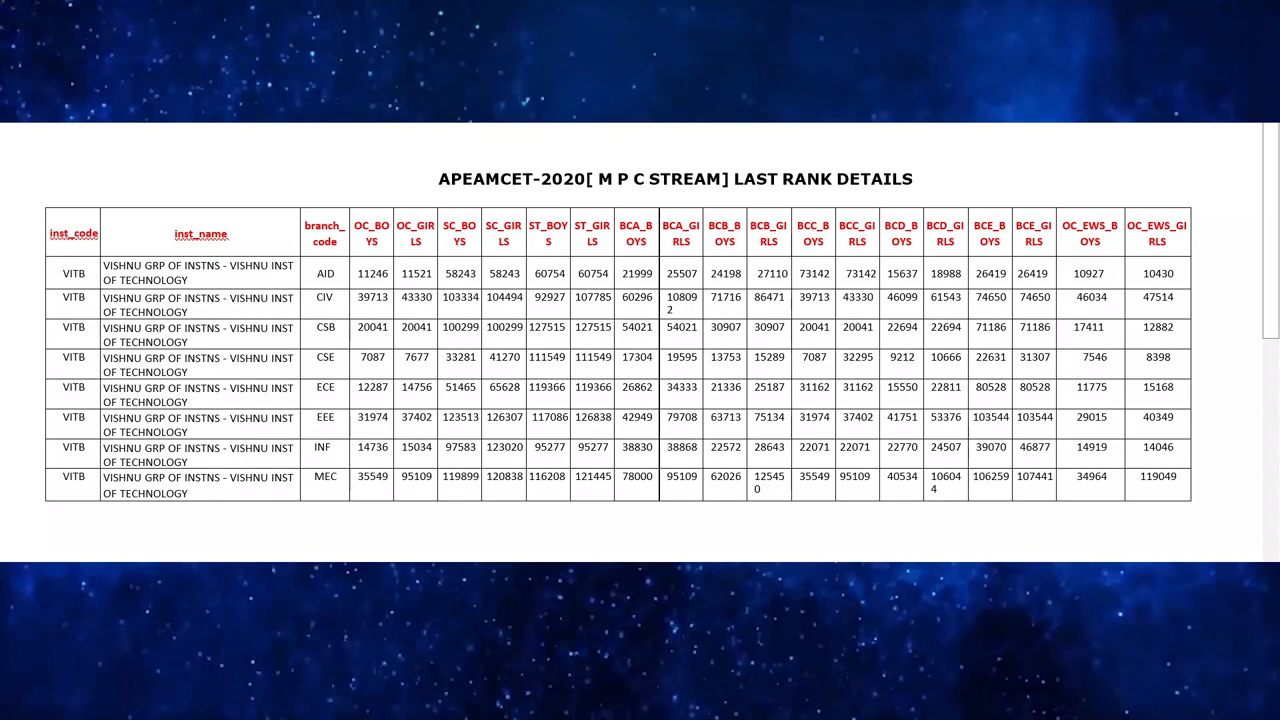 APEAMCET-2020[ M P C STREAM] LAST RANK DETAILS
inst_code inst_name branch_code OC_BOYS OC_GIRLS SC_BOYS SC_GIRLS ST_BOYS ST_GIRLS BCA_BOYS BCA_GIRLS BCB_BOYS BCB_GIRLS BCC_BOYS BCC_GIRLS BCD_BOYS BCD_GIRLS BCE_BOYS BCE_GIRLS OC_EWS_BOYS OC_EWS_GIRLS
VITB VISHNU GRP OF INSTNS - VISHNU INST OF TECHNOLOGY AID 11246 11521 58243 58243 60754 60754 21999 25507 24198 27110 73142 73142 15637 18988 26419 26419 10927 10430
VITB VISHNU GRP OF INSTNS - VISHNU INST OF TECHNOLOGY CIV 39713 43330 103334 104494 92927 107785 60296 108092 71716 86471 39713 43330 46099 61543 74650 74650 46034 47514
VITB VISHNU GRP OF INSTNS - VISHNU INST OF TECHNOLOGY CSB 20041 20041 100299 100299 127515 127515 54021 54021 30907 30907 20041 20041 22694 22694 71186 71186 17411 12882
VITB VISHNU GRP OF INSTNS - VISHNU INST OF TECHNOLOGY CSE 7087 7677 33281 41270 111549 111549 17304 19595 13753 15289 7087 32295 9212 10666 22631 31307 7546 8398
VITB VISHNU GRP OF INSTNS - VISHNU INST OF TECHNOLOGY ECE 12287 14756 51465 65628 119366 119366 26862 34333 21336 25187 31162 31162 15550 22811 80528 80528 11775 15168
VITB VISHNU GRP OF INSTNS - VISHNU INST OF TECHNOLOGY EEE 31974 37402 123513 126307 117086 126838 42949 79708 63713 75134 31974 37402 41751 53376 103544 103544 29015 40349
VITB VISHNU GRP OF INSTNS - VISHNU INST OF TECHNOLOGY INF 14736 15034 97583 123020 95277 95277 38830 38868 22572 28643 22071 22071 22770 24507 39070 46877 14919 14046
VITB VISHNU GRP OF INSTNS - VISHNU INST OF TECHNOLOGY MEC 35549 95109 119899 120838 116208 121445 78000 95109 62026 125450 35549 95109 40534 106044 106259 107441 34964 119049